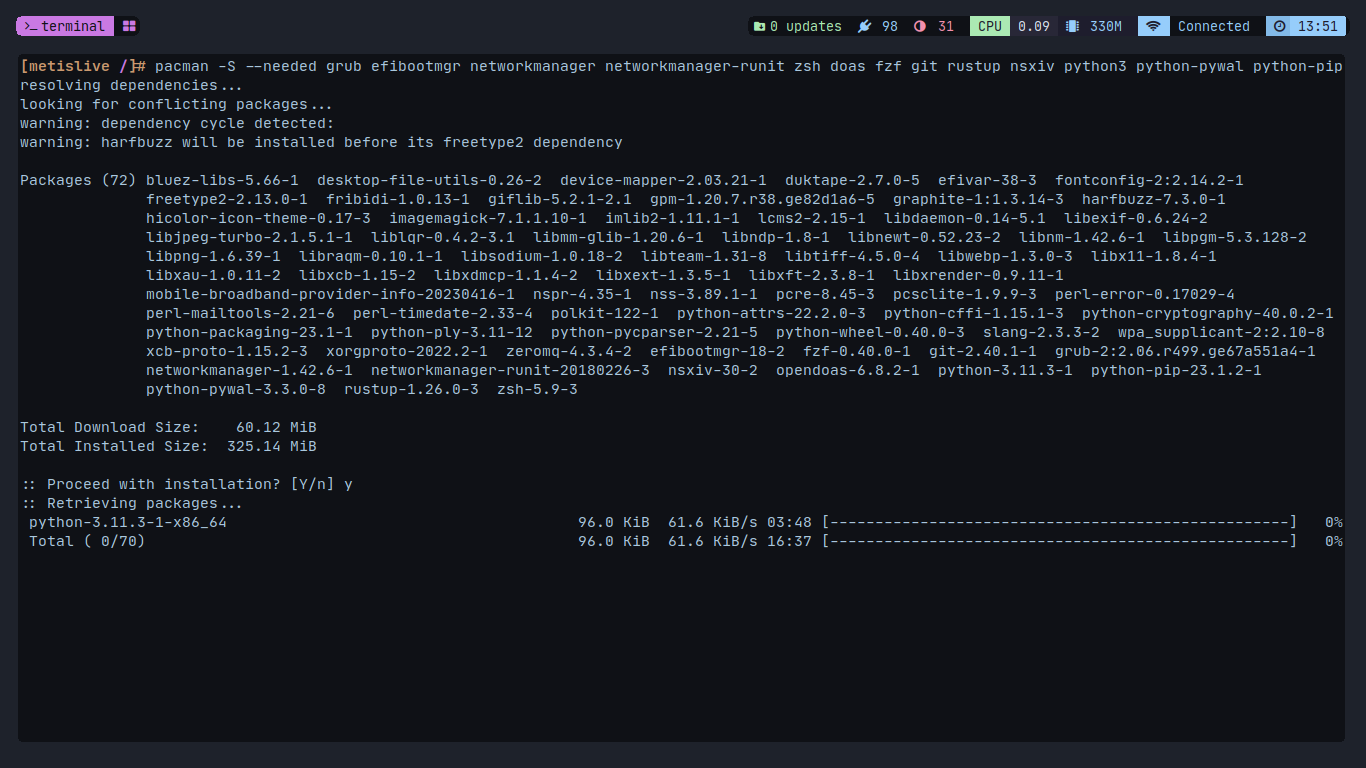 >_ terminal
0 updates 98 31 CPU 0.09 330M Connected 13:51
[metislive /]# pacman -S --needed grub efibootmgr networkmanager networkmanager-runit zsh doas fzf git rustup nsxiv python3 python-pywal python-pip
resolving dependencies...
looking for conflicting packages...
warning: dependency cycle detected:
warning: harfbuzz will be installed before its freetype2 dependency
Packages (72) bluez-libs-5.66-1 desktop-file-utils-0.26-2 device-mapper-2.03.21-1 duktape-2.7.0-5 efivar-38-3 fontconfig-2:2.14.2-1
freetype2-2.13.0-1 fribidi-1.0.13-1 giflib-5.2.1-2.1 gpm-1.20.7.r38.ge82d1a6-5 graphite-1:1.3.14-3 harfbuzz-7.3.0-1
hicolor-icon-theme-0.17-3 imagemagick-7.1.1.10-1 imlib2-1.11.1-1 lcms2-2.15-1 libdaemon-0.14-5.1 libexif-0.6.24-2
libjpeg-turbo-2.1.5.1-1 liblqr-0.4.2-3.1 libmm-glib-1.20.6-1 libndp-1.8-1 libnewt-0.52.23-2 libnm-1.42.6-1 libpgm-5.3.128-2
libpng-1.6.39-1 libraqm-0.10.1-1 libsodium-1.0.18-2 libteam-1.31-8 libtiff-4.5.0-4 libwebp-1.3.0-3 libx11-1.8.4-1
libxau-1.0.11-2 libxcb-1.15-2 libxdmcp-1.1.4-2 libxext-1.3.5-1 libxft-2.3.8-1 libxrender-0.9.11-1
mobile-broadband-provider-info-20230416-1 nspr-4.35-1 nss-3.89.1-1 pcre-8.45-3 pcsclite-1.9.9-3 perl-error-0.17029-4
perl-mailtools-2.21-6 perl-timedate-2.33-4 polkit-122-1 python-attrs-22.2.0-3 python-cffi-1.15.1-3 python-cryptography-40.0.2-1
python-packaging-23.1-1 python-ply-3.11-12 python-pycparser-2.21-5 python-wheel-0.40.0-3 slang-2.3.3-2 wpa_supplicant-2:2.10-8
xcb-proto-1.15.2-3 xorgproto-2022.2-1 zeromq-4.3.4-2 efibootmgr-18-2 fzf-0.40.0-1 git-2.40.1-1 grub-2:2.06.r499.ge67a551a4-1
networkmanager-1.42.6-1 networkmanager-runit-20180226-3 nsxiv-30-2 opendoas-6.8.2-1 python-3.11.3-1 python-pip-23.1.2-1
python-pywal-3.3.0-8 rustup-1.26.0-3 zsh-5.9-3
Total Download Size: 60.12 MiB
Total Installed Size: 325.14 MiB
:: Proceed with installation? [Y/n] y
:: Retrieving packages...
python-3.11.3-1-x86_64 96.0 KiB 61.6 KiB/s 03:48 [---------------------------------------------------] 0%
Total ( 0/70) 96.0 KiB 61.6 KiB/s 16:37 [---------------------------------------------------] 0%